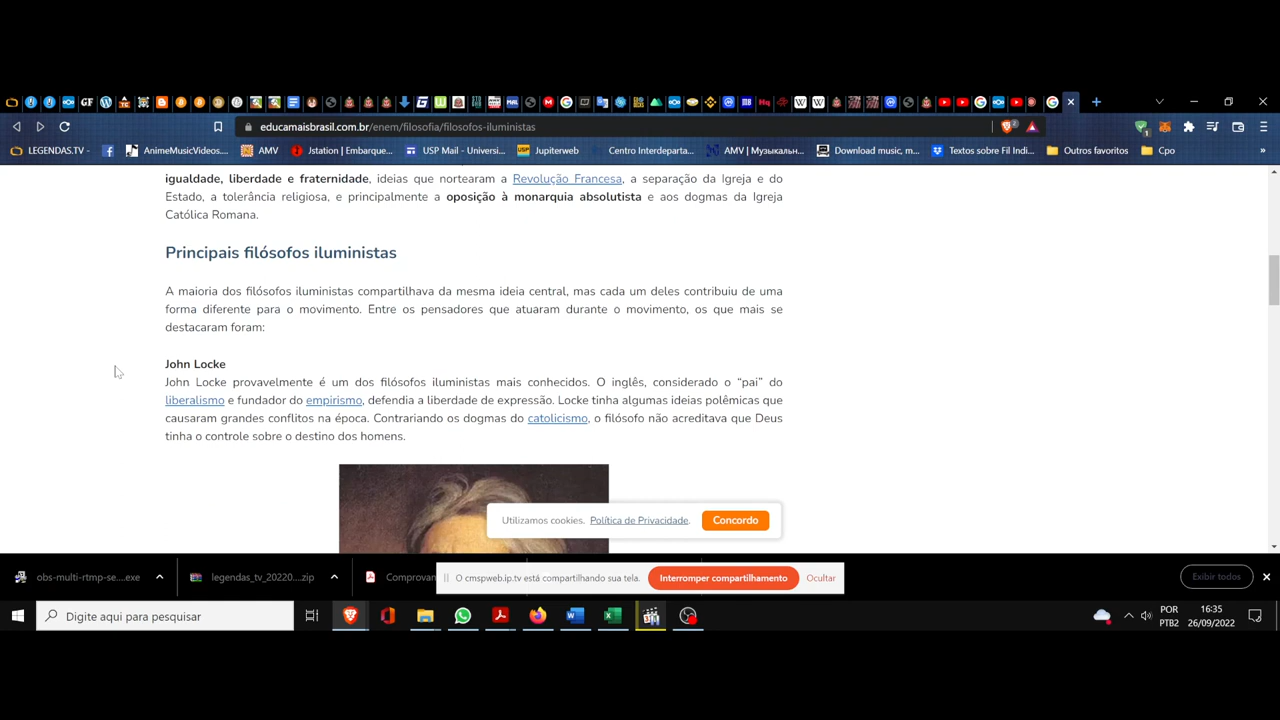 GF
educamaisbrasil.com.br/enem/filosofia/filosofos-iluministas
2
1
LEGENDAS.TV -
AnimeMusicVideos....
AMV
Jstation | Embarque...
USP Mail - Universi...
Jupiterweb
Centro Interdeparta...
AMV | Музыкальн...
Download music, m...
Textos sobre Fil Indi...
Outros favoritos
Cpo
»
igualdade, liberdade e fraternidade, ideias que nortearam a Revolução Francesa, a separação da Igreja e do
Estado, a tolerância religiosa, e principalmente a oposição à monarquia absolutista e aos dogmas da Igreja
Católica Romana.
Principais filósofos iluministas
A maioria dos filósofos iluministas compartilhava da mesma ideia central, mas cada um deles contribuiu de uma
forma diferente para o movimento. Entre os pensadores que atuaram durante o movimento, os que mais se
destacaram foram:
John Locke
John Locke provavelmente é um dos filósofos iluministas mais conhecidos. O inglês, considerado o “pai” do
liberalismo e fundador do empirismo, defendia a liberdade de expressão. Locke tinha algumas ideias polêmicas que
causaram grandes conflitos na época. Contrariando os dogmas do catolicismo, o filósofo não acreditava que Deus
tinha o controle sobre o destino dos homens.
Utilizamos cookies. Política de Privacidade.
Concordo
obs-multi-rtmp-se....exe
legendas_tv_20220....zip
Comprovan
O cmspweb.ip.tv está compartilhando sua tela.
Interromper compartilhamento
Ocultar
Exibir todos
Digite aqui para pesquisar
POR
PTB2
16:35
26/09/2022